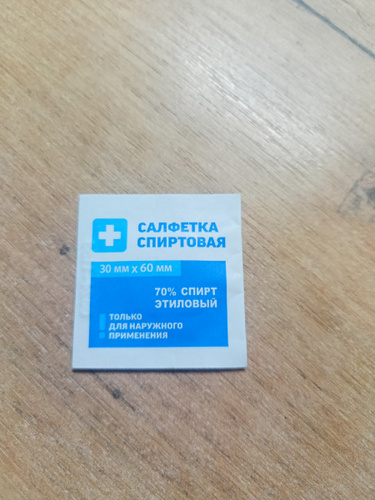 САЛФЕТКА
СПИРТОВАЯ
30 мм х 60 мм
70% СПИРТ
ЭТИЛОВЫЙ
! ТОЛЬКО
ДЛЯ НАРУЖНОГО
ПРИМЕНЕНИЯ